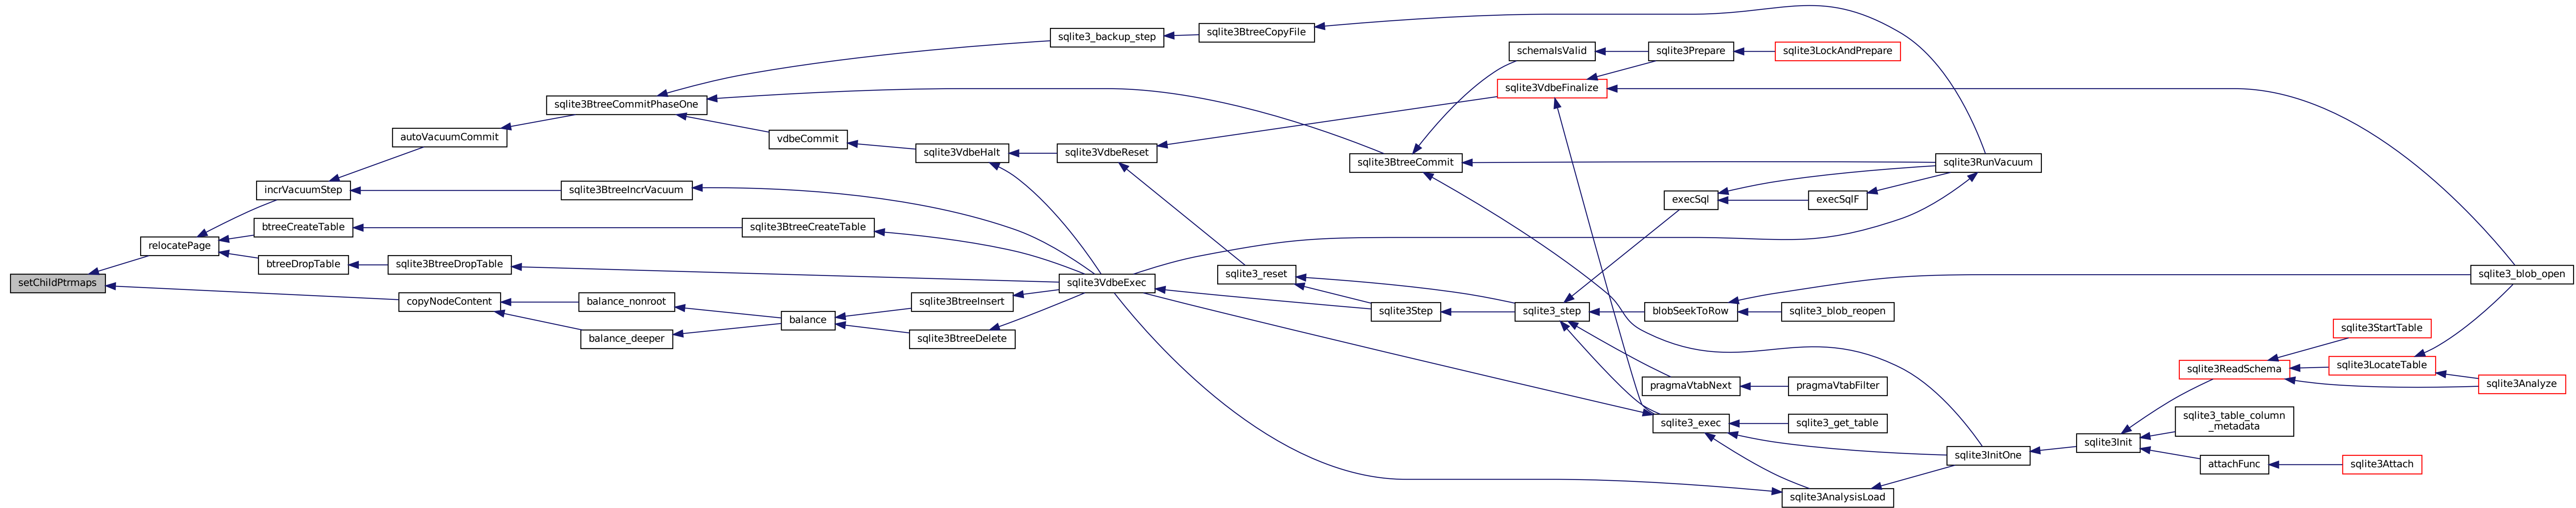 setChildPtrmaps
relocatePage
incrVacuumStep
autoVacuumCommit
sqlite3BtreeCommitPhaseOne
sqlite3_backup_step
sqlite3BtreeCopyFile
sqlite3RunVacuum
sqlite3VdbeExec
sqlite3_exec
sqlite3AnalysisLoad
sqlite3InitOne
sqlite3Init
sqlite3ReadSchema
sqlite3StartTable
sqlite3LocateTable
sqlite3_blob_open
sqlite3Analyze
sqlite3_table_column
_metadata
attachFunc
sqlite3Attach
sqlite3_get_table
sqlite3Step
sqlite3_step
execSql
execSqlF
blobSeekToRow
sqlite3_blob_reopen
pragmaVtabNext
pragmaVtabFilter
sqlite3BtreeCommit
schemaIsValid
sqlite3Prepare
sqlite3LockAndPrepare
vdbeCommit
sqlite3VdbeHalt
sqlite3VdbeReset
sqlite3VdbeFinalize
sqlite3_reset
sqlite3BtreeIncrVacuum
btreeCreateTable
sqlite3BtreeCreateTable
btreeDropTable
sqlite3BtreeDropTable
copyNodeContent
balance_nonroot
balance
sqlite3BtreeInsert
sqlite3BtreeDelete
balance_deeper